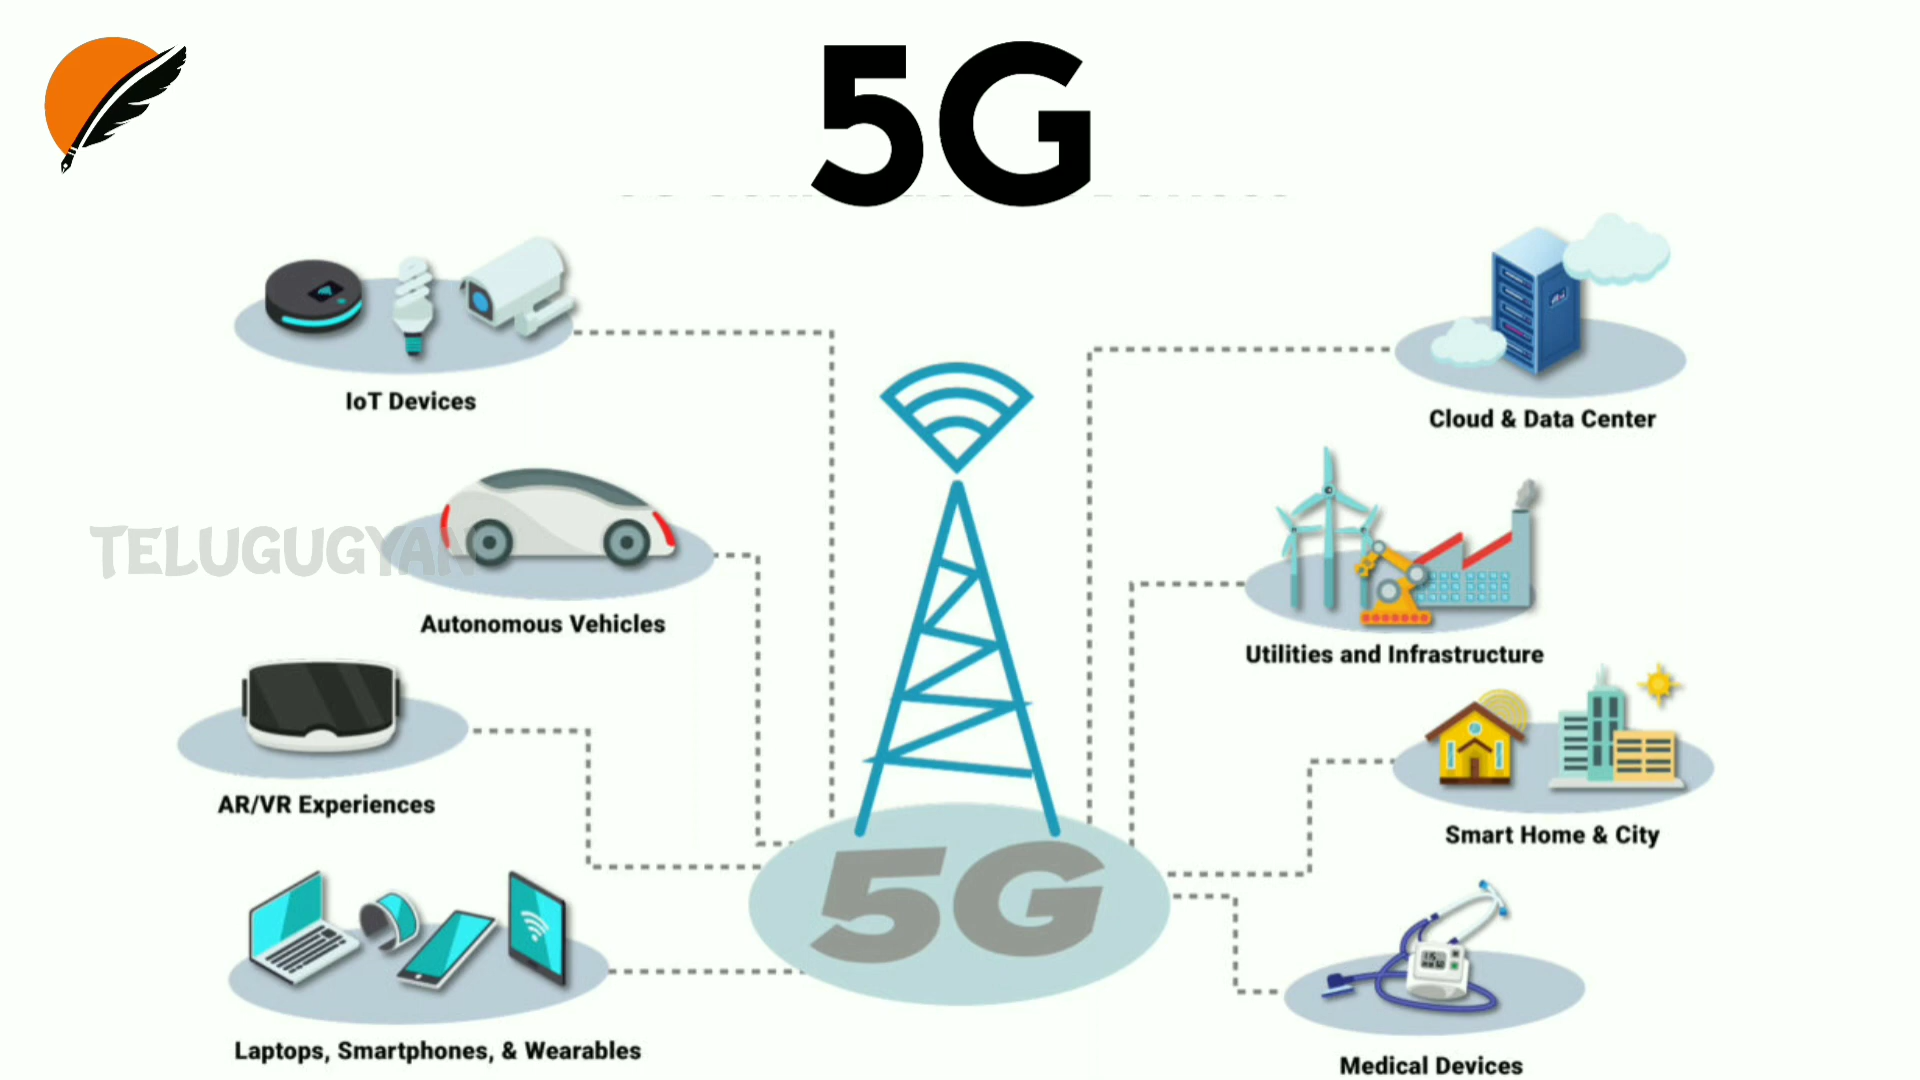 5G
IoT Devices
Cloud & Data Center
TELUGUGYAN
Autonomous Vehicles
Utilities and Infrastructure
AR/VR Experiences
Smart Home & City
5G
Laptops, Smartphones, & Wearables
Medical Devices